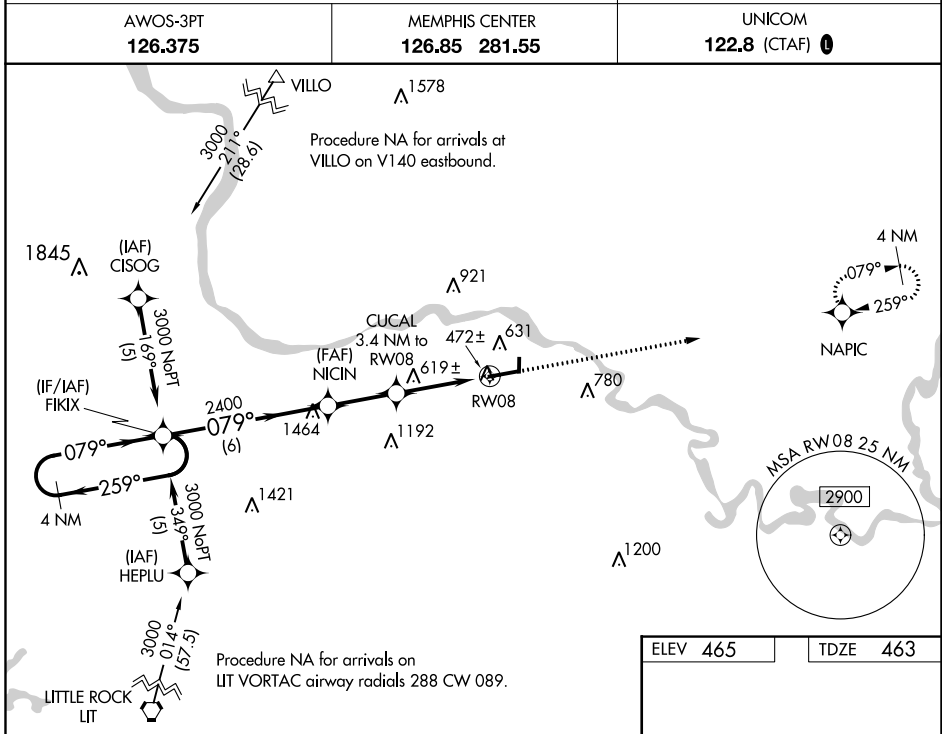 AWOS-3PT
126.375
MEMPHIS CENTER
126.85 281.55
UNICOM
122.8 (CTAF) L
VILLO
1578
3000
211°
(28.6)
Procedure NA for arrivals at
VILLO on V140 eastbound.
1845
(IAF)
CISOG
3000 NoPT
169°
(5)
921
4 NM
079°
259°
NAPIC
CUCAL
3.4 NM to
RW08
472±
631
(FAF)
NICIN
619±
RW08
780
(IF/IAF)
FIKIX
2400
079°
(6)
1464
1192
079°
259°
4 NM
1421
3000 NoPT
349°
(5)
(IAF)
HEPLU
1200
MSA RW08 25 NM
2900
3000
014°
(57.5)
Procedure NA for arrivals on
LIT VORTAC airway radials 288 CW 089.
LITTLE ROCK
LIT
ELEV 465
TDZE 463